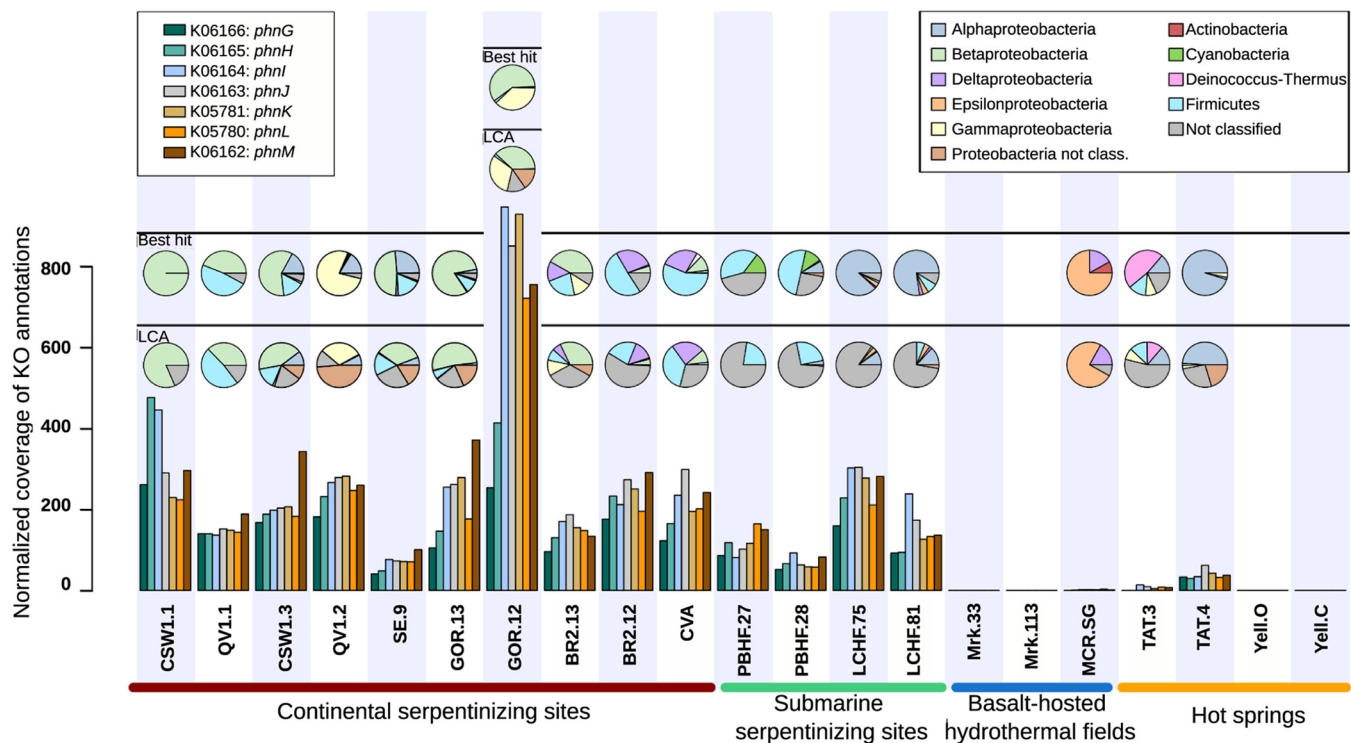 K06166: phnG
K06165: phnH
K06164: phnI
K06163: phnJ
K05781: phnK
K05780: phnL
K06162: phnM
Best hit
LCA
Alphaproteobacteria
Betaproteobacteria
Deltaproteobacteria
Epsilonproteobacteria
Gammaproteobacteria
Proteobacteria not class.
Actinobacteria
Cyanobacteria
Deinococcus-Thermus
Firmicutes
Not classified
Best hit
LCA
Normalized coverage of KO annotations
800
600
400
200
0
CSW1.1
QV1.1
CSW1.3
QV1.2
SE.9
GOR.13
GOR.12
BR2.13
BR2.12
CVA
PBHF.27
PBHF.28
LCHF.75
LCHF.81
Mrk.33
Mrk.113
MCR.SG
TAT.3
TAT.4
Yell.O
Yell.C
Continental serpentinizing sites
Submarine
serpentinizing sites
Basalt-hosted
hydrothermal fields
Hot springs